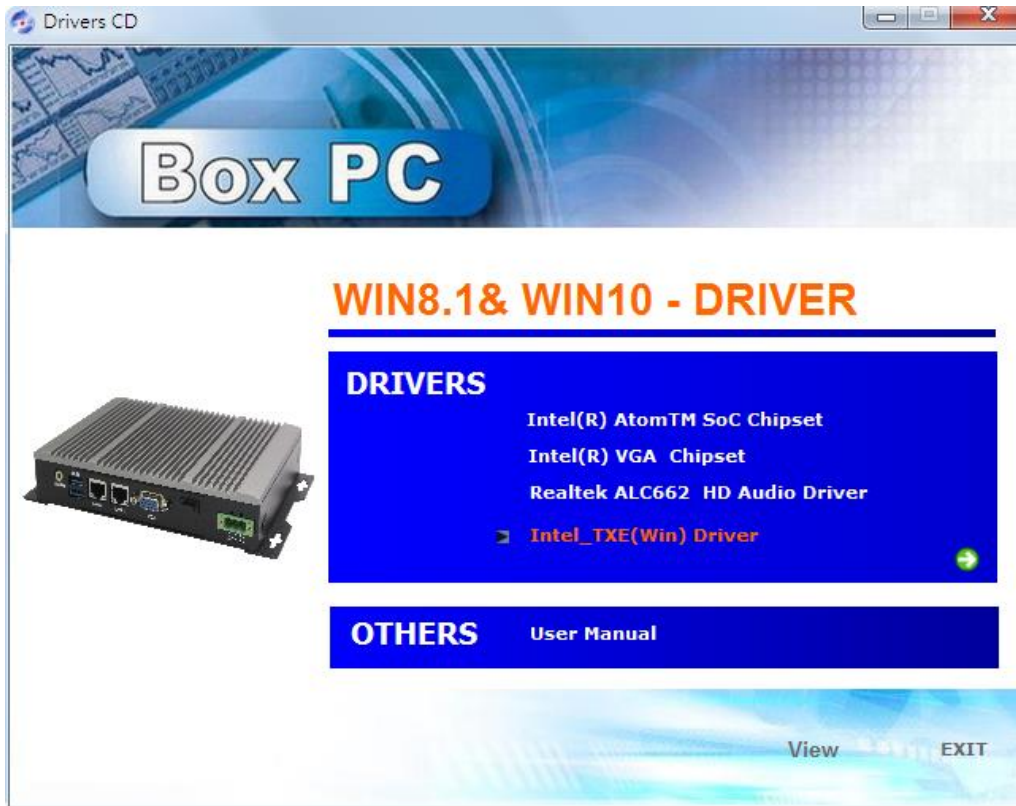 Drivers CD
Box PC
WIN8.1& WIN10 - DRIVER
DRIVERS
Intel(R) AtomTM SoC Chipset
Intel(R) VGA Chipset
Realtek ALC662 HD Audio Driver
Intel_TXE(Win) Driver
OTHERS
User Manual
View
EXIT